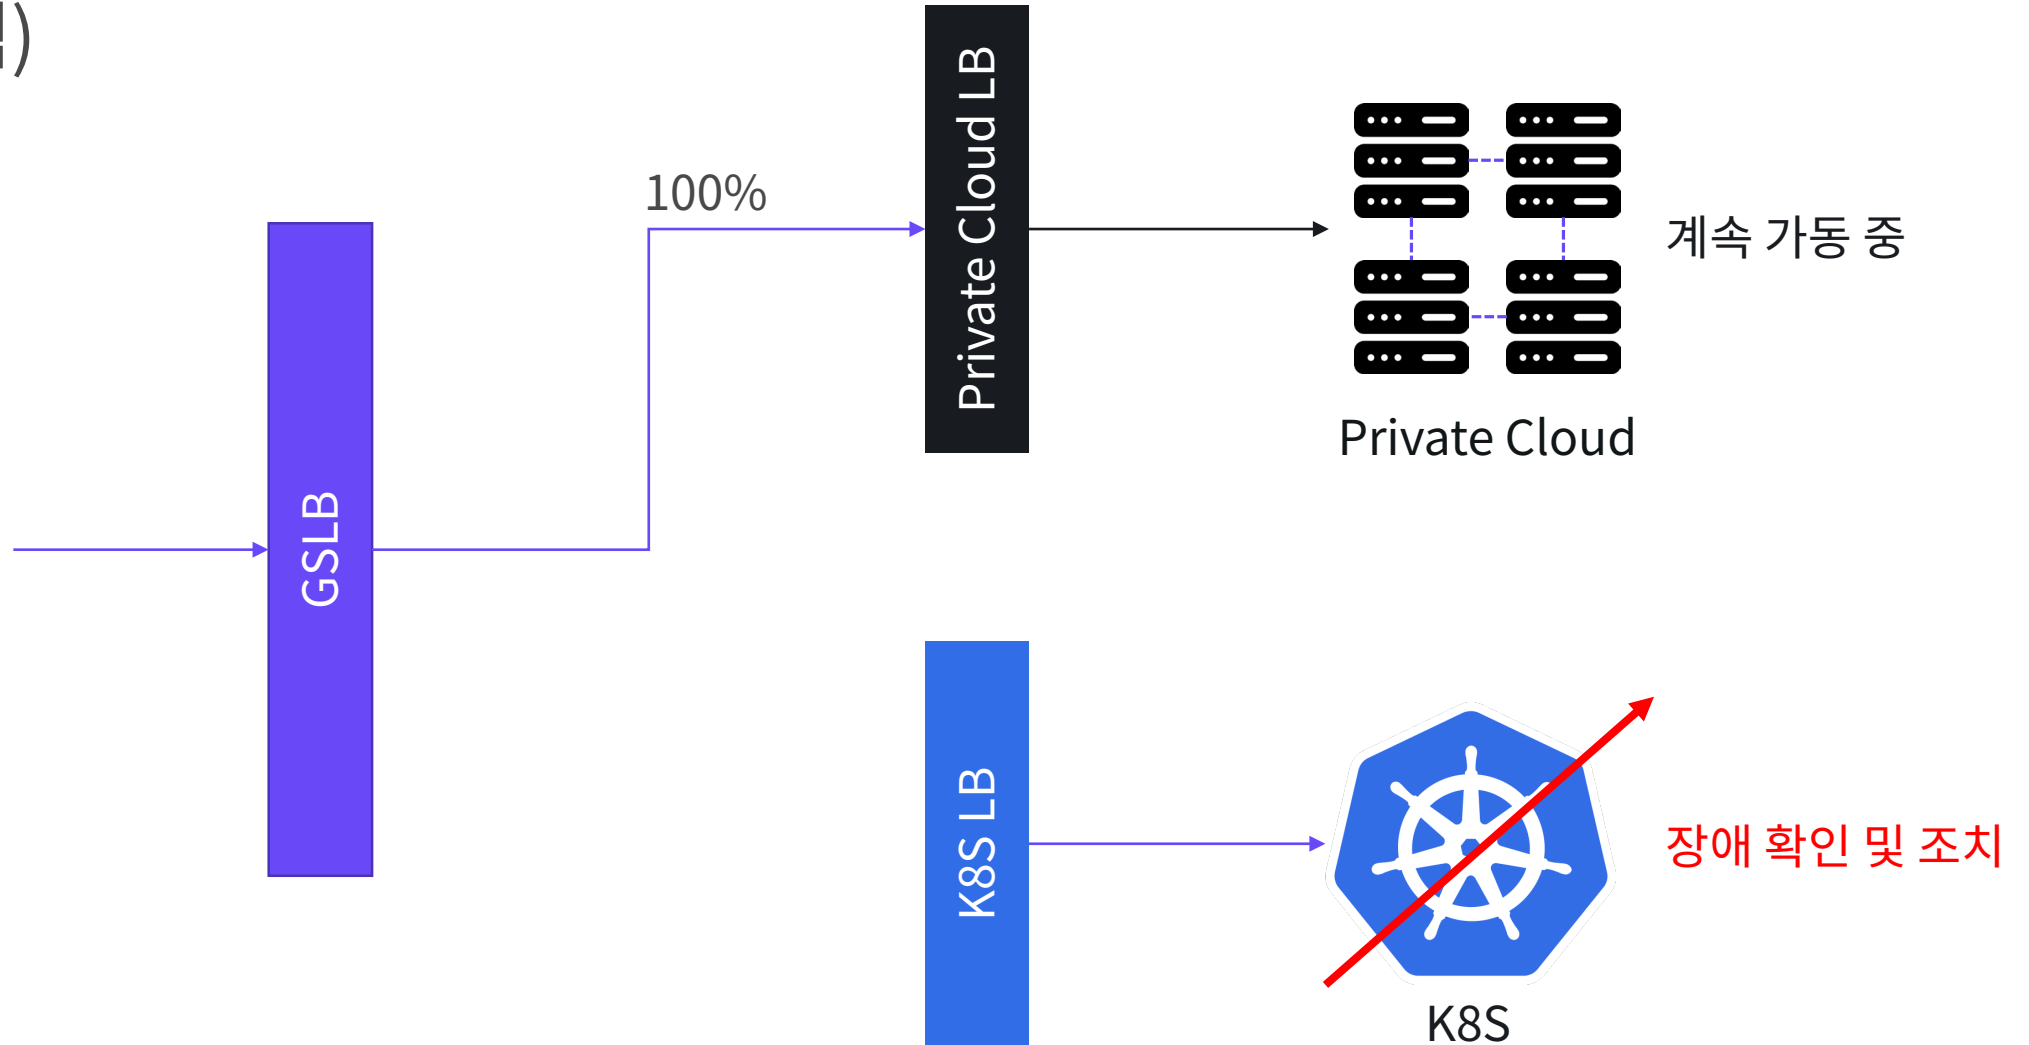 )
100%
Private Cloud LB
계속 가동 중
Private Cloud
GSLB
K8S LB
장애 확인 및 조치
K8S